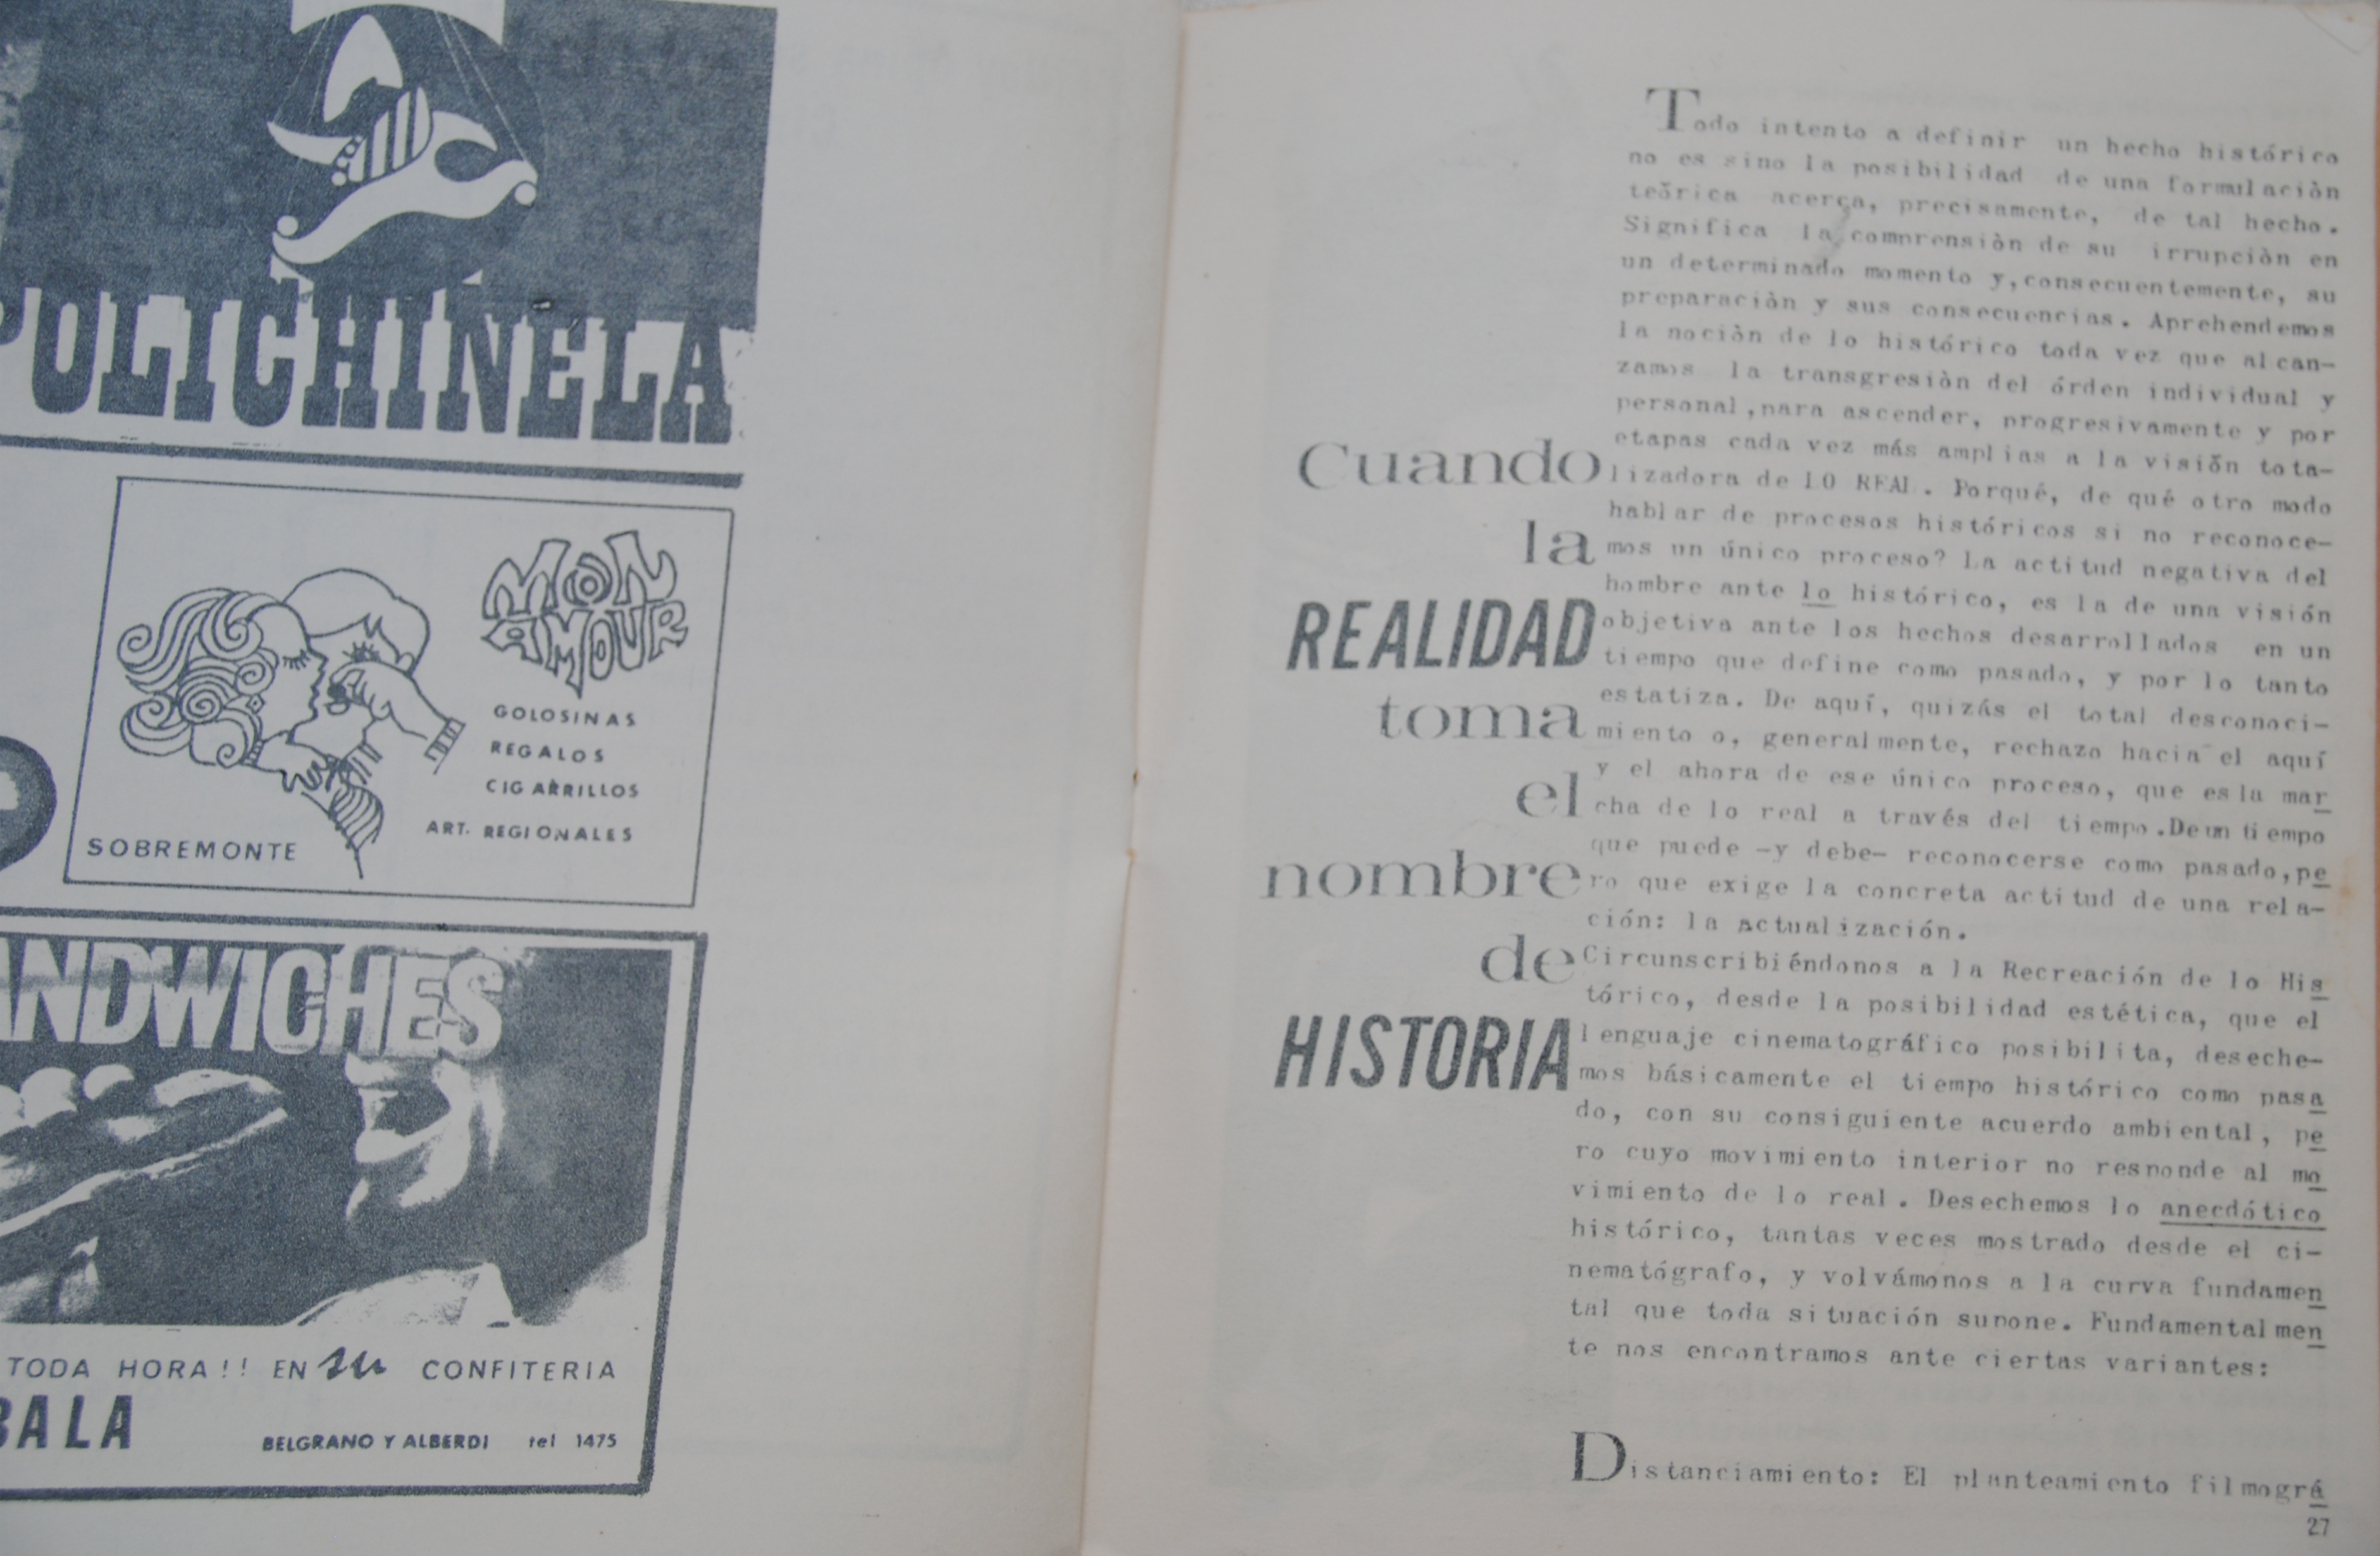 POLICHINELA
MON
AMOUR
GOLOSINAS
REGALOS
CIGARRILLOS
ART. REGIONALES
SOBREMONTE
ANDWICHES
TODA HORA!! EN su CONFITERIA
BALA
BELGRANO Y ALBERDI tel 1475
Cuando
la
REALIDAD
toma
el
nombre
de
HISTORIA
Todo intento a definir un hecho histórico
no es sino la posibilidad de una formulaciòn
teòrica acerca, precisamente, de tal hecho.
Significa la comprensiòn de su irrupciòn en
un determinado momento y,consecuentemente, su
preparaciòn y sus consecuencias. Aprehendemos
la nociòn de lo histórico toda vez que alcan-
zamos la transgresiòn del órden individual y
personal,para ascender, progresivamente y por
etapas cada vez más amplias a la visiòn tota-
lizadora de LO REAL. Porqué, de qué otro modo
hablar de procesos históricos si no reconoce-
mos un único proceso? La actitud negativa del
hombre ante lo histórico, es la de una visión
objetiva ante los hechos desarrollados en un
tiempo que define como pasado, y por lo tanto
estatiza. De aquí, quizás el total desconoci-
miento o, generalmente, rechazo hacia el aquí
y el ahora de ese único proceso, que es la mar
cha de lo real a través del tiempo.De un tiempo
que puede -y debe- reconocerse como pasado,pe
ro que exige la concreta actitud de una rela-
ción: la actualización.
Circunscribiéndonos a la Recreación de lo His
tórico, desde la posibilidad estética, que el
lenguaje cinematográfico posibilita, deseche-
mos básicamente el tiempo histórico como pasa
do, con su consiguiente acuerdo ambiental, pe
ro cuyo movimiento interior no responde al mo
vimiento de lo real. Desechemos lo anecdótico
histórico, tantas veces mostrado desde el ci-
nematógrafo, y volvámonos a la curva fundamen
tal que toda situación supone. Fundamentalmen
te nos encontramos ante ciertas variantes:
Distanciamiento: El planteamiento filmográ
27